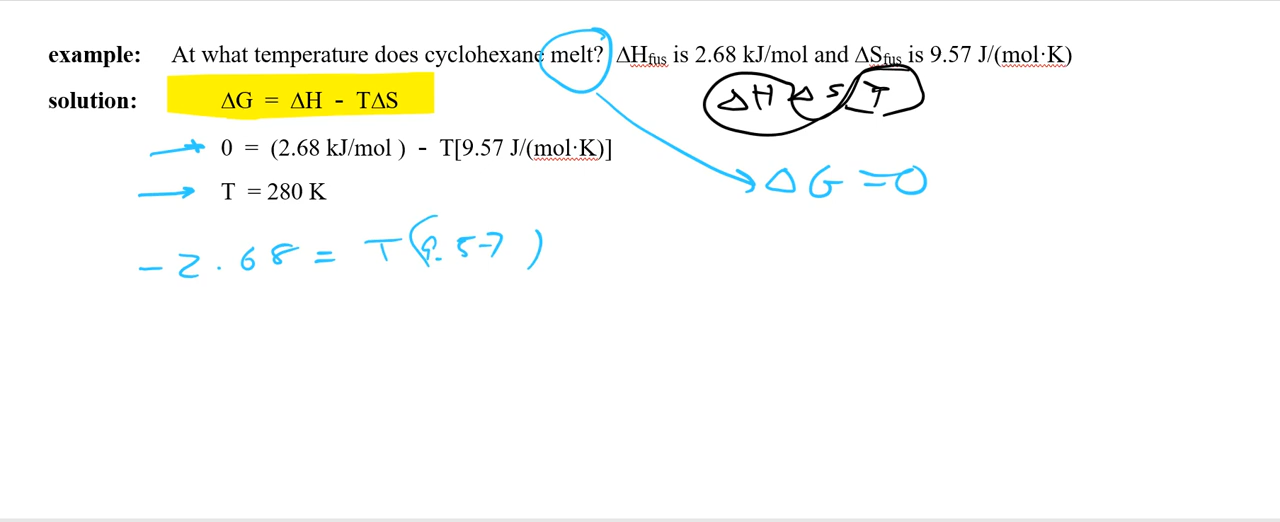 example: At what temperature does cyclohexane melt? ΔHfus is 2.68 kJ/mol and ΔSfus is 9.57 J/(mol·K)
solution: ΔG = ΔH - TΔS
ΔH ΔS T
0 = (2.68 kJ/mol ) - T[9.57 J/(mol·K)]
ΔG = 0
T = 280 K
-2.68 = T(9.57)